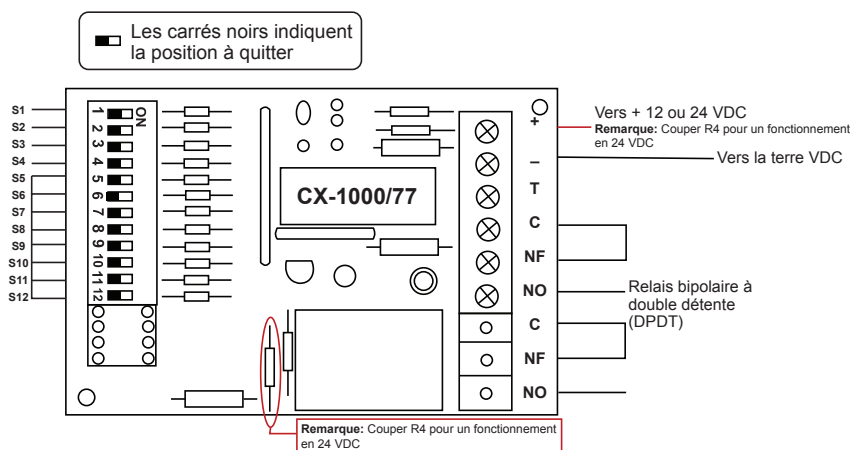 Les carrés noirs indiquent
la position à quitter
S1
S2
S3
S4
S5
S6
S7
S8
S9
S10
S11
S12
ON
1
2
3
4
5
6
7
8
9
10
11
12
CX-1000/77
+
–
T
C
NF
NO
C
NF
NO
Vers + 12 ou 24 VDC
Remarque: Couper R4 pour un fonctionnement
en 24 VDC
Vers la terre VDC
Relais bipolaire à
double détente
(DPDT)
Remarque: Couper R4 pour un fonctionnement
en 24 VDC